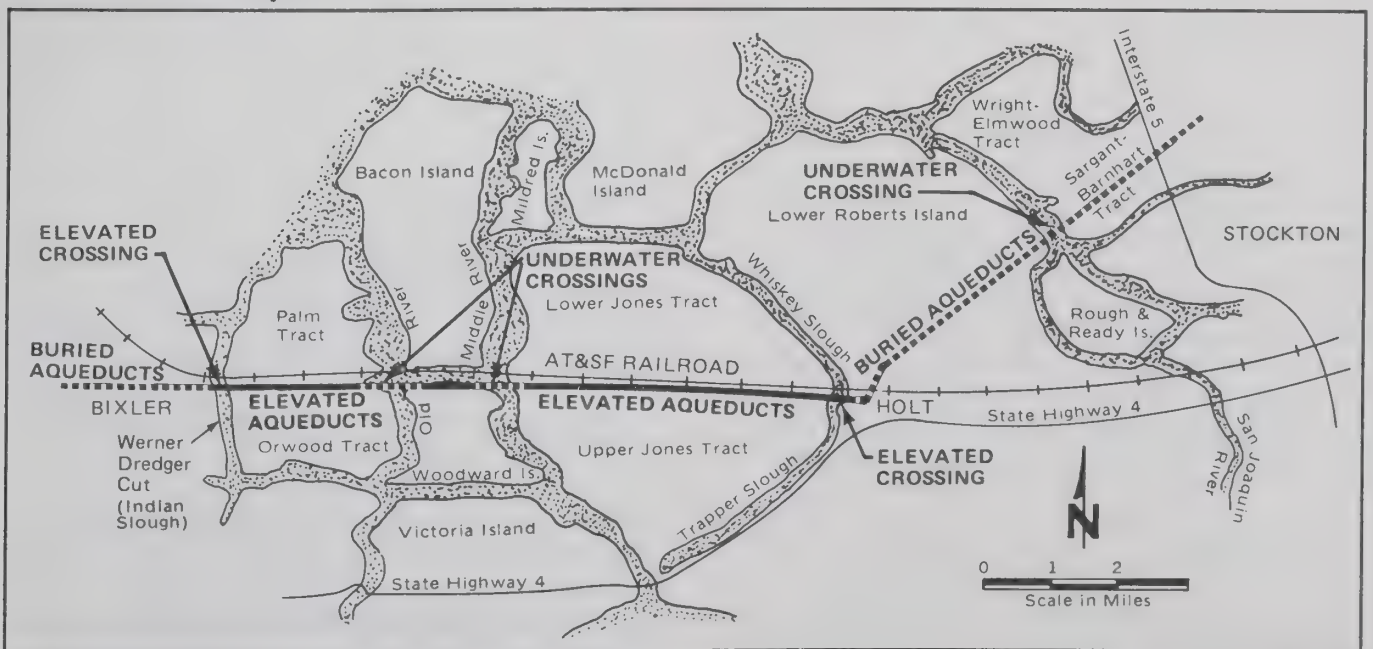 Interstate 5
Wright-
Elmwood
Tract
Bacon Island
Mildred Is.
McDonald
Island
UNDERWATER
CROSSING
Sargant-
Barnhart
Tract
Lower Roberts Island
STOCKTON
ELEVATED
CROSSING
River
Middle River
UNDERWATER
CROSSINGS
Lower Jones Tract
Whiskey Slough
BURIED AQUEDUCTS
Palm
Tract
Rough &
Ready Is.
BURIED
AQUEDUCTS
AT&SF RAILROAD
BIXLER
ELEVATED
AQUEDUCTS
Old
ELEVATED AQUEDUCTS
HOLT
State Highway 4
Werner
Dredger
Cut
(Indian
Slough)
Orwood Tract
Upper Jones Tract
ELEVATED
CROSSING
San Joaquin
River
Woodward Is.
Trapper Slough
Victoria Island
N
State Highway 4
0 1 2
Scale in Miles